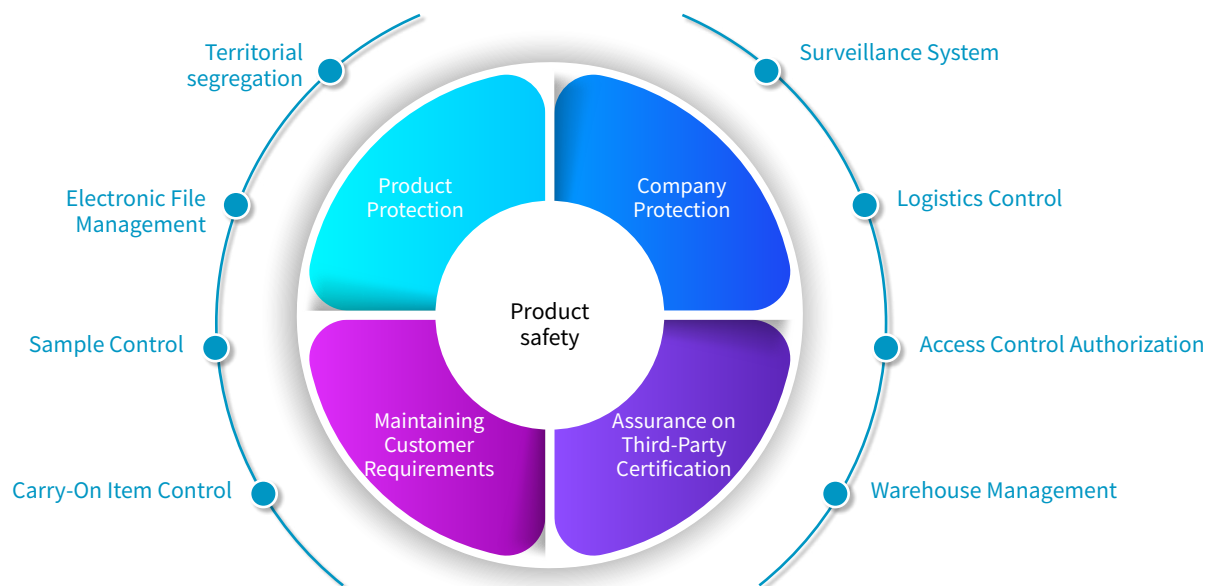 Territorial
segregation
Electronic File
Management
Sample Control
Carry-On Item Control
Product
Protection
Company
Protection
Product
safety
Maintaining
Customer
Requirements
Assurance on
Third-Party
Certification
Surveillance System
Logistics Control
Access Control Authorization
Warehouse Management